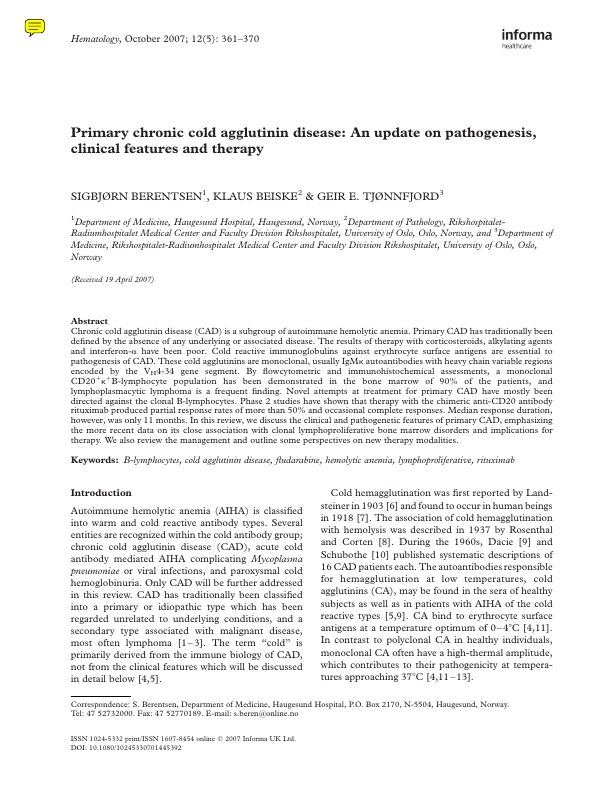 Hematology, October 2007; 12(5): 361–370
informa
healthcare
Primary chronic cold agglutinin disease: An update on pathogenesis,
clinical features and therapy
SIGBJØRN BERENTSEN1, KLAUS BEISKE2 & GEIR E. TJØNNFJORD3
1Department of Medicine, Haugesund Hospital, Haugesund, Norway, 2Department of Pathology, Rikshospitalet-
Radiumhospitalet Medical Center and Faculty Division Rikshospitalet, University of Oslo, Oslo, Norway, and 3Department of
Medicine, Rikshospitalet-Radiumhospitalet Medical Center and Faculty Division Rikshospitalet, University of Oslo, Oslo,
Norway
(Received 19 April 2007)
Abstract
Chronic cold agglutinin disease (CAD) is a subgroup of autoimmune hemolytic anemia. Primary CAD has traditionally been
defined by the absence of any underlying or associated disease. The results of therapy with corticosteroids, alkylating agents
and interferon-α have been poor. Cold reactive immunoglobulins against erythrocyte surface antigens are essential to
pathogenesis of CAD. These cold agglutinins are monoclonal, usually IgMκ autoantibodies with heavy chain variable regions
encoded by the VH4-34 gene segment. By flowcytometric and immunohistochemical assessments, a monoclonal
CD20+κ+B-lymphocyte population has been demonstrated in the bone marrow of 90% of the patients, and
lymphoplasmacytic lymphoma is a frequent finding. Novel attempts at treatment for primary CAD have mostly been
directed against the clonal B-lymphocytes. Phase 2 studies have shown that therapy with the chimeric anti-CD20 antibody
rituximab produced partial response rates of more than 50% and occasional complete responses. Median response duration,
however, was only 11 months. In this review, we discuss the clinical and pathogenetic features of primary CAD, emphasizing
the more recent data on its close association with clonal lymphoproliferative bone marrow disorders and implications for
therapy. We also review the management and outline some perspectives on new therapy modalities.
Keywords: B-lymphocytes, cold agglutinin disease, fludarabine, hemolytic anemia, lymphoproliferative, rituximab
Introduction
Autoimmune hemolytic anemia (AIHA) is classified
into warm and cold reactive antibody types. Several
entities are recognized within the cold antibody group;
chronic cold agglutinin disease (CAD), acute cold
antibody mediated AIHA complicating Mycoplasma
pneumoniae or viral infections, and paroxysmal cold
hemoglobinuria. Only CAD will be further addressed
in this review. CAD has traditionally been classified
into a primary or idiopathic type which has been
regarded unrelated to underlying conditions, and a
secondary type associated with malignant disease,
most often lymphoma [1–3]. The term “cold” is
primarily derived from the immune biology of CAD,
not from the clinical features which will be discussed
in detail below [4,5].
Cold hemagglutination was first reported by Land-
steiner in 1903 [6] and found to occur in human beings
in 1918 [7]. The association of cold hemagglutination
with hemolysis was described in 1937 by Rosenthal
and Corten [8]. During the 1960s, Dacie [9] and
Schubothe [10] published systematic descriptions of
16 CAD patients each. The autoantibodies responsible
for hemagglutination at low temperatures, cold
agglutinins (CA), may be found in the sera of healthy
subjects as well as in patients with AIHA of the cold
reactive types [5,9]. CA bind to erythrocyte surface
antigens at a temperature optimum of 0–4°C [4,11].
In contrast to polyclonal CA in healthy individuals,
monoclonal CA often have a high-thermal amplitude,
which contributes to their pathogenicity at tempera-
tures approaching 37°C [4,11–13].
Correspondence: S. Berentsen, Department of Medicine, Haugesund Hospital, P.O. Box 2170, N-5504, Haugesund, Norway.
Tel: 47 52732000. Fax: 47 52770189. E-mail: s.beren@online.no
ISSN 1024-5332 print/ISSN 1607-8454 online © 2007 Informa UK Ltd.
DOI: 10.1080/10245330701445392